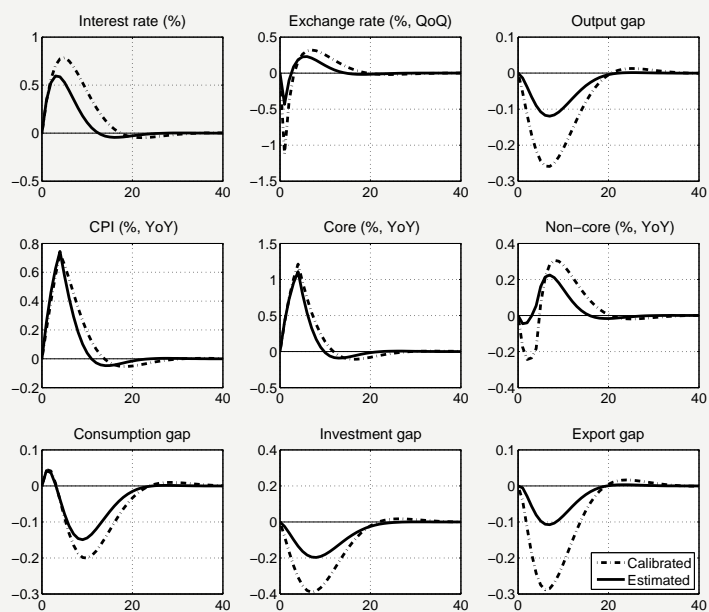 Interest rate (%) Exchange rate (%, QoQ) Output gap
1 0.5 0.1
0 0
0.5 −0.5 −0.1
0 −1 −0.2
−0.5 −1.5 −0.3
0 20 40 0 20 40 0 20 40
CPI (%, YoY) Core (%, YoY) Non−core (%, YoY)
0.8 1.5 0.4
0.6 1 0.2
0.4 0.5 0
0.2
0 0 −0.2
−0.2 −0.5 −0.4
0 20 40 0 20 40 0 20 40
Consumption gap Investment gap Export gap
0.1 0.2 0.1
0 0 0
−0.1 −0.1
−0.2 −0.2 −0.2
−0.3 −0.4 −0.3
0 20 40 0 20 40 0 20 40
Calibrated
Estimated